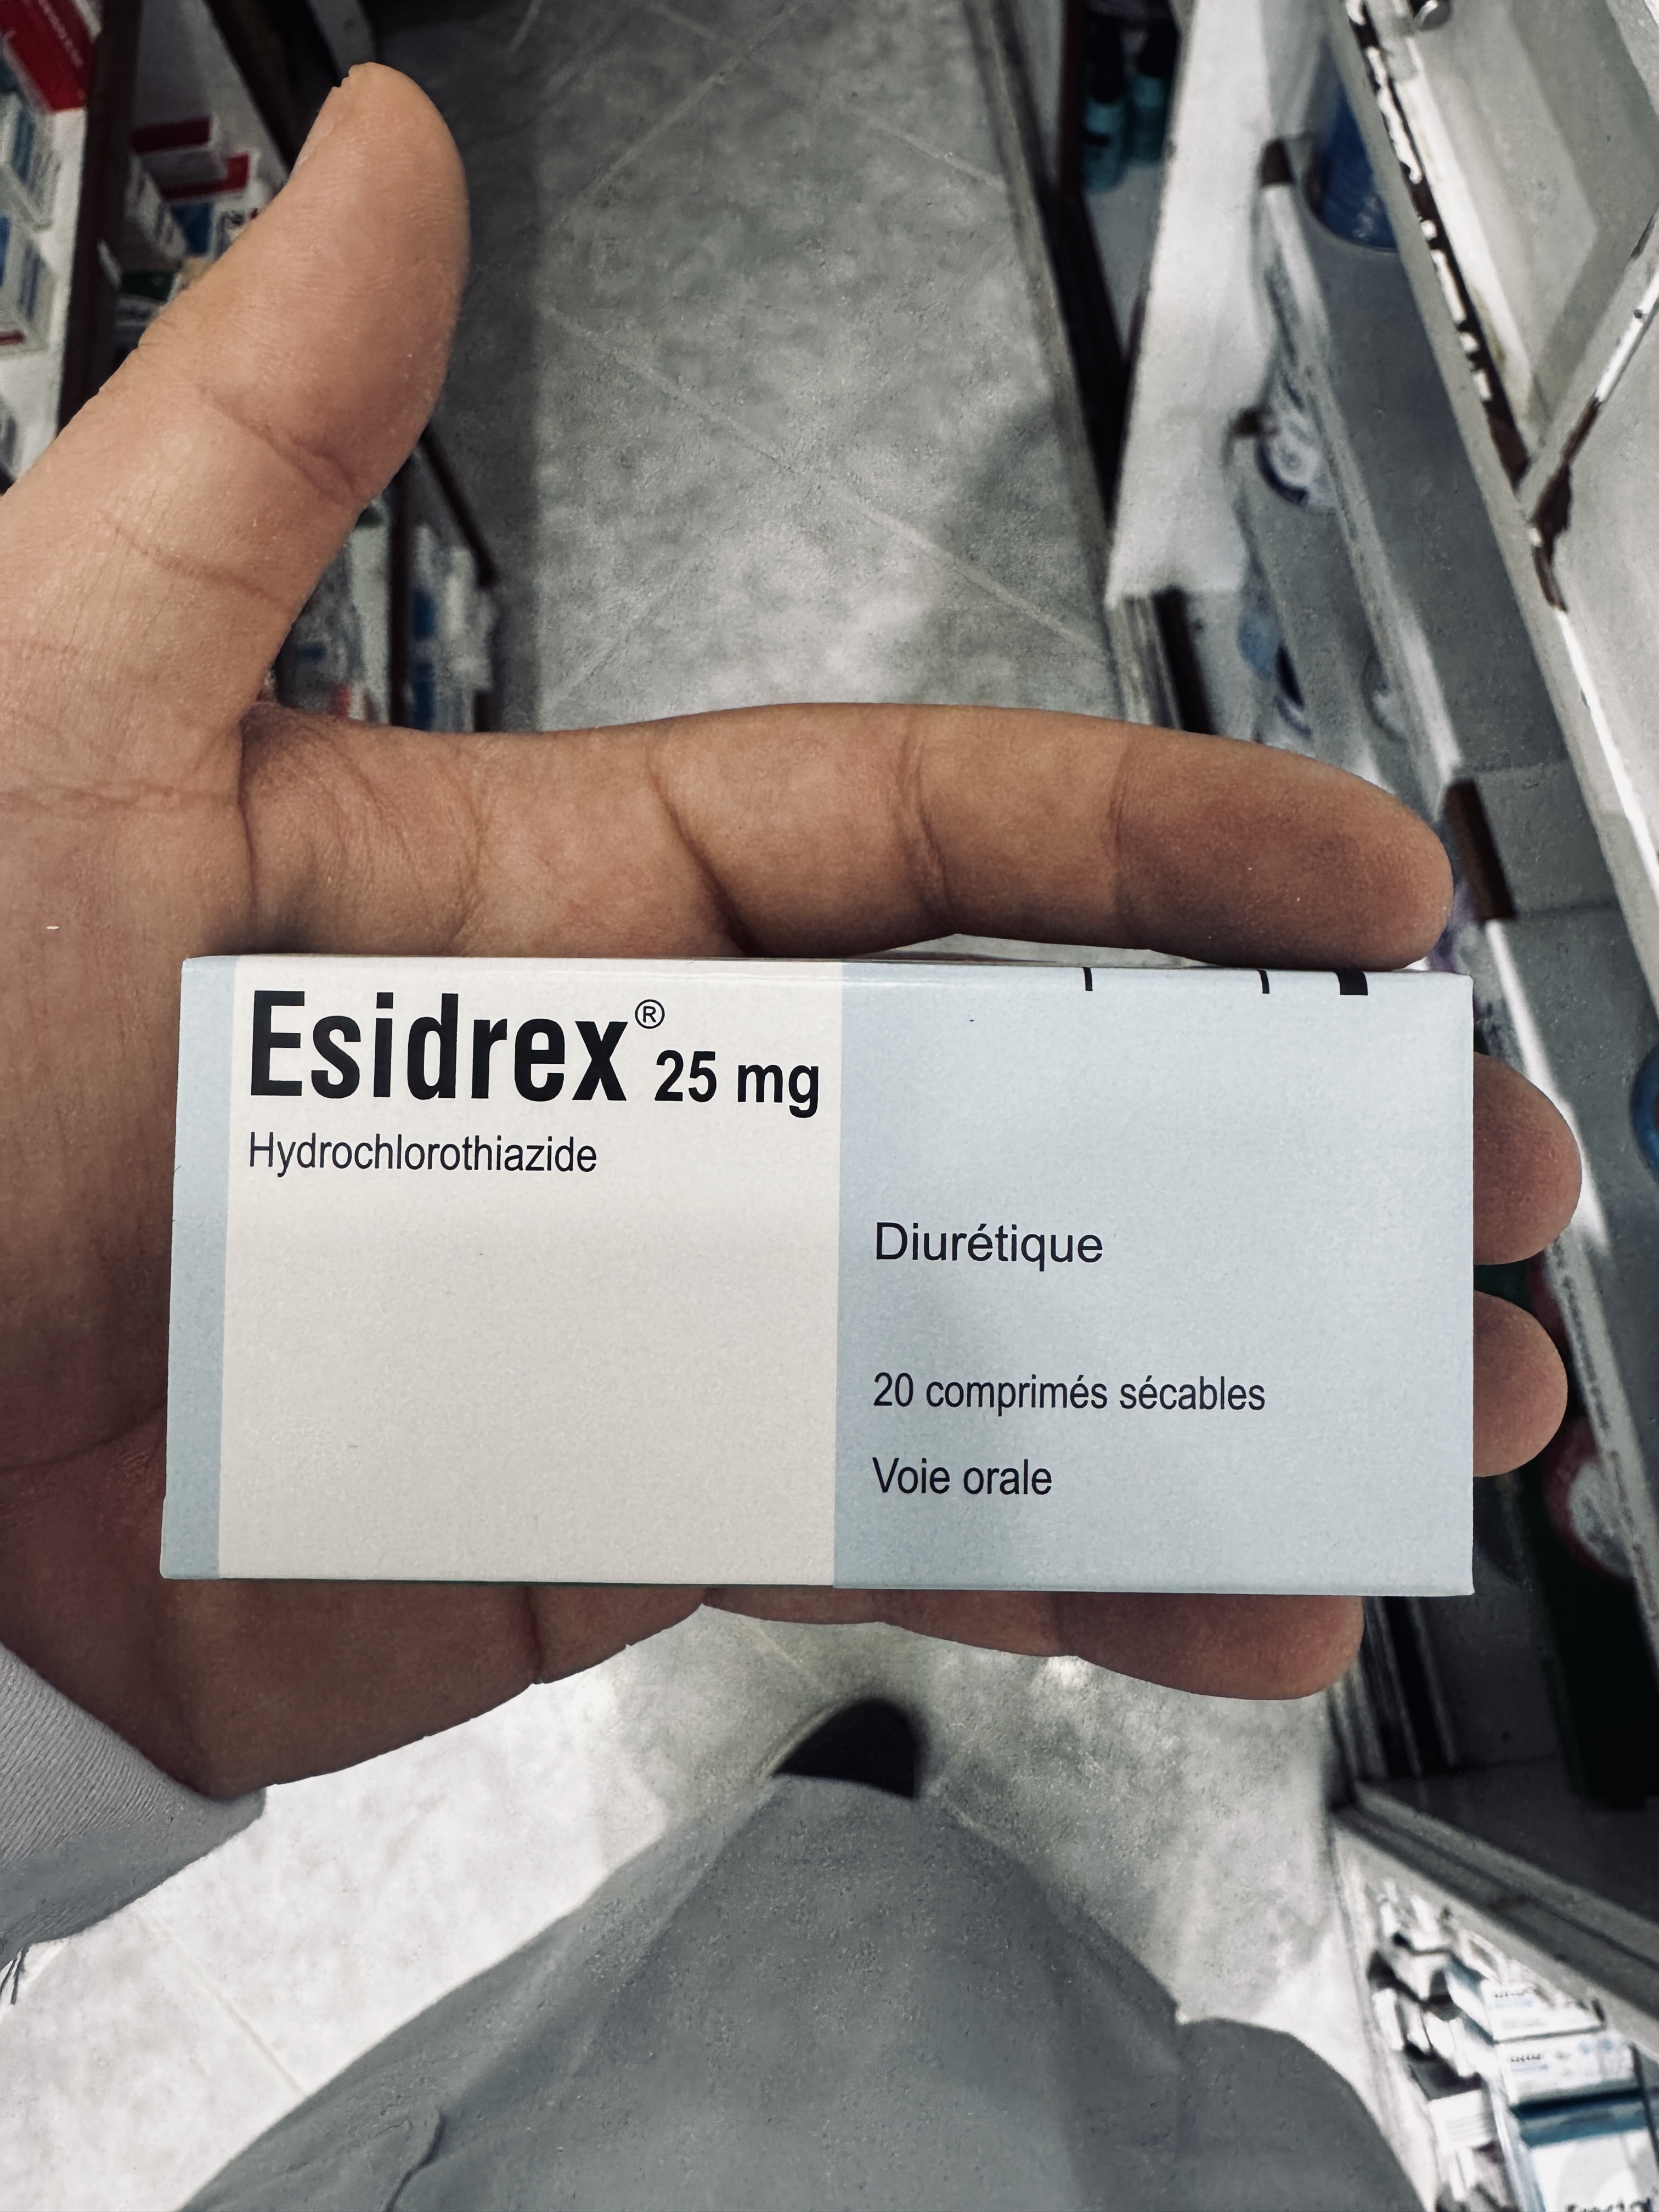 Esidrex® 25 mg
Hydrochlorothiazide
Diurétique
20 comprimés sécables
Voie orale